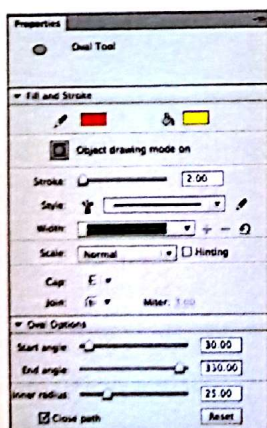 Properties
Oval Tool
Fill and Stroke
Object drawing mode on
Stroke: 2.00
Style:
Width:
Scale: Normal Hinting
Cap:
Join: Miter: 3.00
Oval Options
Start angle 30.00
End angle 330.00
Inner radius 25.00
Close path Reset